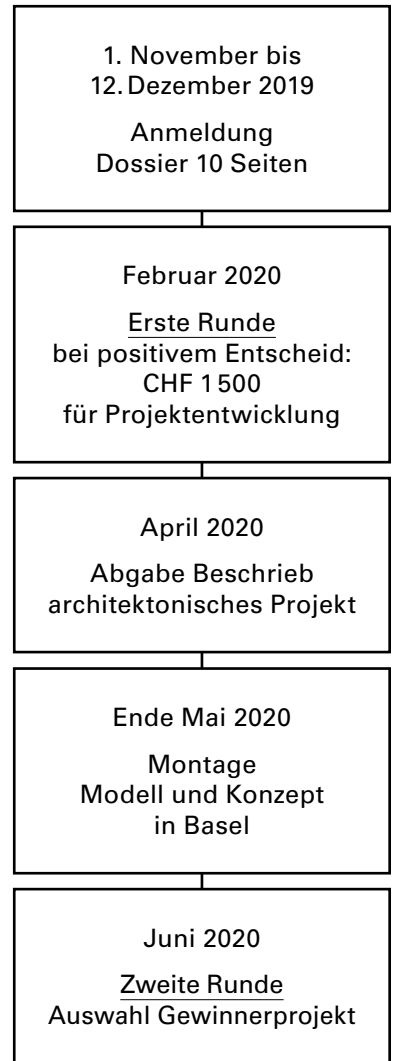 1. November bis
12. Dezember 2019
Anmeldung
Dossier 10 Seiten
Februar 2020
Erste Runde
bei positivem Entscheid:
CHF 1 500
für Projektentwicklung
April 2020
Abgabe Beschrieb
architektonisches Projekt
Ende Mai 2020
Montage
Modell und Konzept
in Basel
Juni 2020
Zweite Runde
Auswahl Gewinnerprojekt